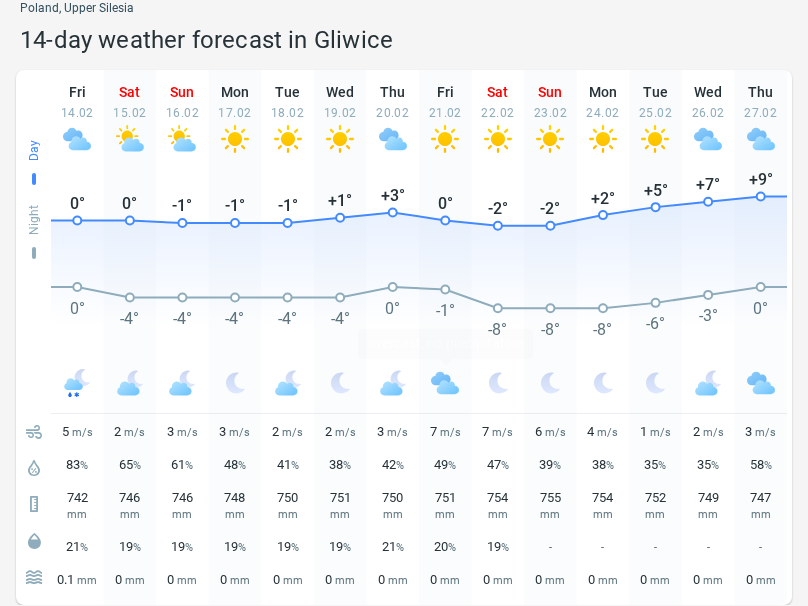 Poland, Upper Silesia
14-day weather forecast in Gliwice
Fri Sat Sun Mon Tue Wed Thu Fri Sat Sun Mon Tue Wed Thu
14.02 15.02 16.02 17.02 18.02 19.02 20.02 21.02 22.02 23.02 24.02 25.02 26.02 27.02
Day
0° 0° -1° -1° -1° +1° +3° 0° -2° -2° +2° +5° +7° +9°
Night
0° -4° -4° -4° -4° -4° 0° -1° -8° -8° -8° -6° -3° 0°
5 m/s 2 m/s 3 m/s 3 m/s 2 m/s 2 m/s 3 m/s 7 m/s 7 m/s 6 m/s 4 m/s 1 m/s 2 m/s 3 m/s
83% 65% 61% 48% 41% 38% 42% 49% 47% 39% 38% 35% 35% 58%
742 746 746 748 750 751 750 751 754 755 754 752 749 747
mm mm mm mm mm mm mm mm mm mm mm mm mm mm
21% 19% 19% 19% 19% 19% 21% 20% 19% - - - - -
0.1 mm 0 mm 0 mm 0 mm 0 mm 0 mm 0 mm 0 mm 0 mm 0 mm 0 mm 0 mm 0 mm 0 mm